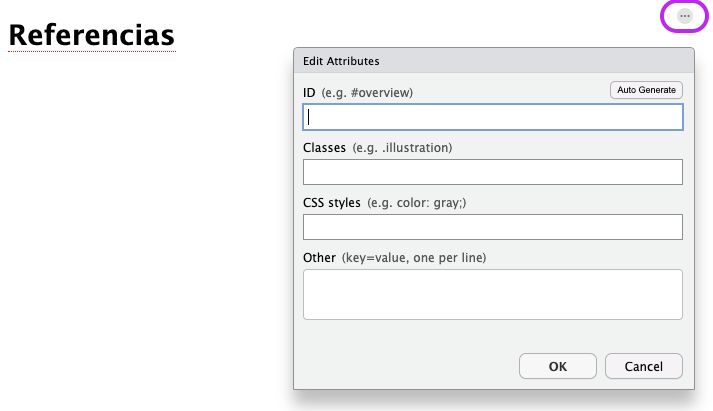 Referencias
Edit Attributes
ID (e.g. #overview)
Auto Generate
Classes (e.g. .illustration)
CSS styles (e.g. color: gray;)
Other (key=value, one per line)
OK
Cancel